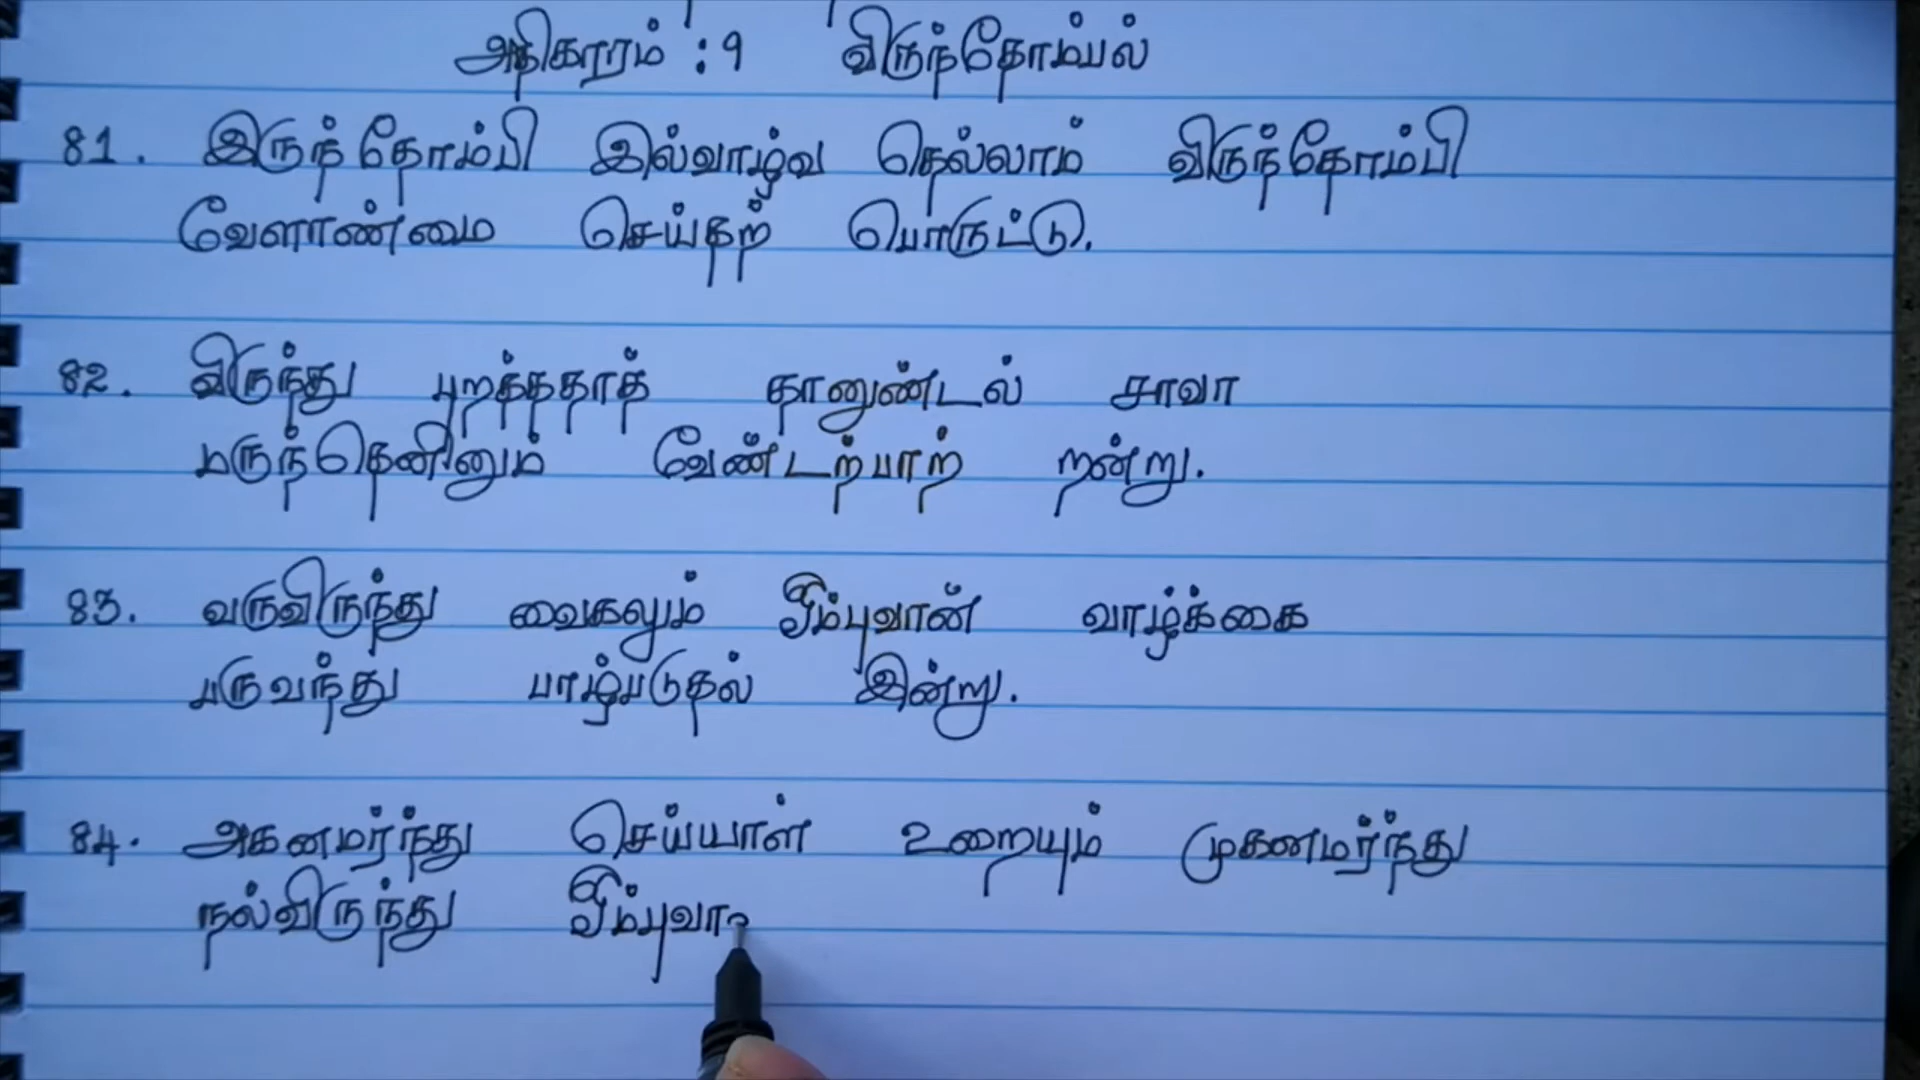 அதிகாரம் : 9 விருந்தோம்பல்
81. இருந்தோம்பி இல்வாழ்வ தெல்லாம் விருந்தோம்பி
வேளாண்மை செய்தற் பொருட்டு.
82. விருந்து புறத்ததாத் தானுண்டல் சாவா
மருந்தெனினும் வேண்டற்பாற் றன்று.
83. வருவிருந்து வைகலும் ஓம்புவான் வாழ்க்கை
பருவந்து பாழ்படுதல் இன்று.
84. அகனமர்ந்து செய்யாள் உறையும் முகனமர்ந்து
நல்விருந்து ஓம்புவா